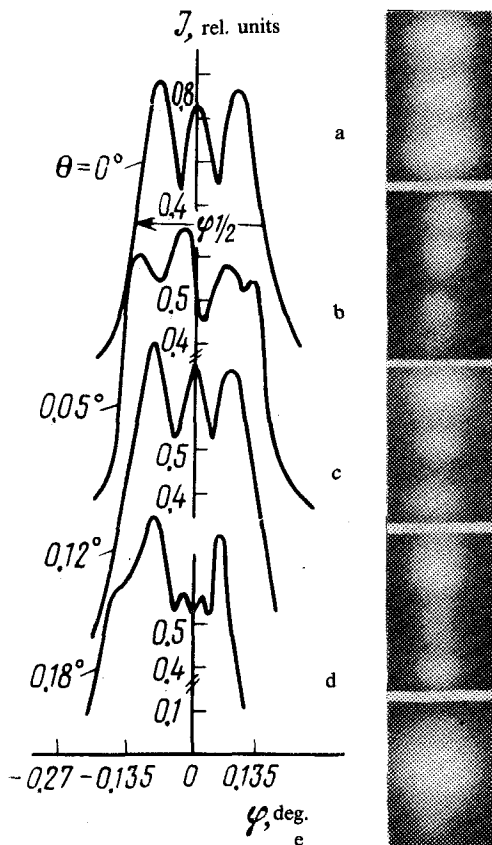 J, rel. units
0,8
a
θ=0°
0,4
φ1/2
0,5
b
0,4
0,05°
0,5
c
0,4
0,12°
0,5
0,4
d
0,18°
0,1
-0,27 -0,135 0 0,135
φ, deg.
e